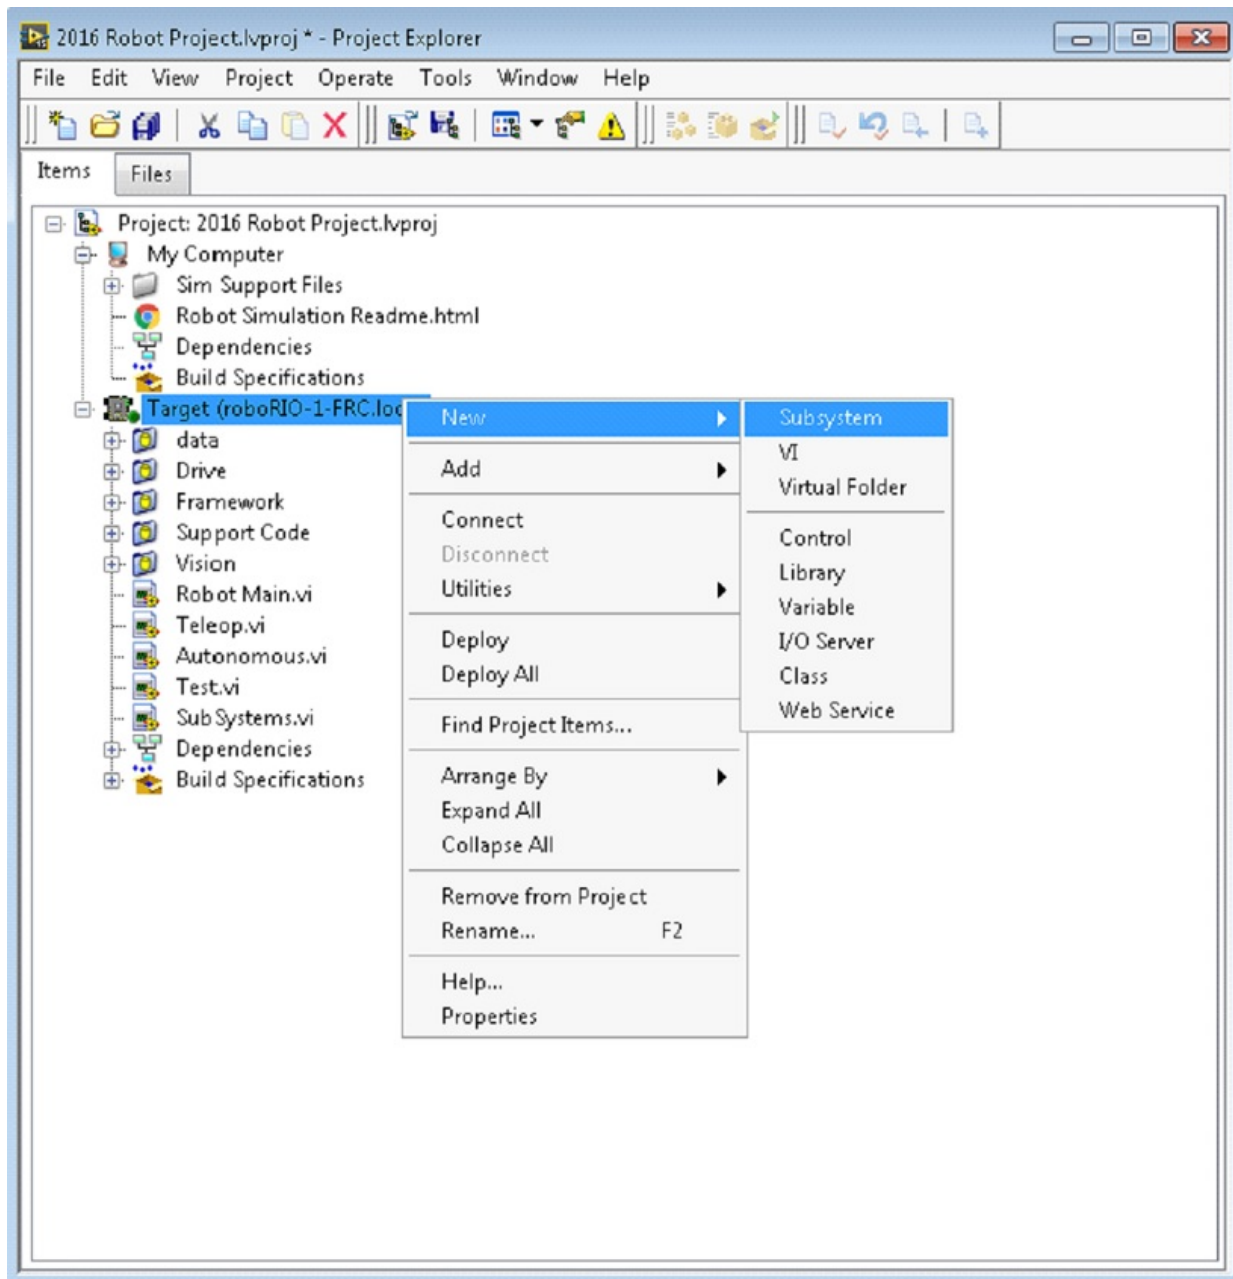 2016 Robot Project.lvproj * - Project Explorer
File Edit View Project Operate Tools Window Help
Items Files
Project: 2016 Robot Project.lvproj
My Computer
Sim Support Files
Robot Simulation Readme.html
Dependencies
Build Specifications
Target (roboRIO-1-FRC.loc
data
Drive
Framework
Support Code
Vision
Robot Main.vi
Teleop.vi
Autonomous.vi
Test.vi
SubSystems.vi
Dependencies
Build Specifications
New
Add
Connect
Disconnect
Utilities
Deploy
Deploy All
Find Project Items...
Arrange By
Expand All
Collapse All
Remove from Project
Rename... F2
Help...
Properties
Subsystem
VI
Virtual Folder
Control
Library
Variable
I/O Server
Class
Web Service